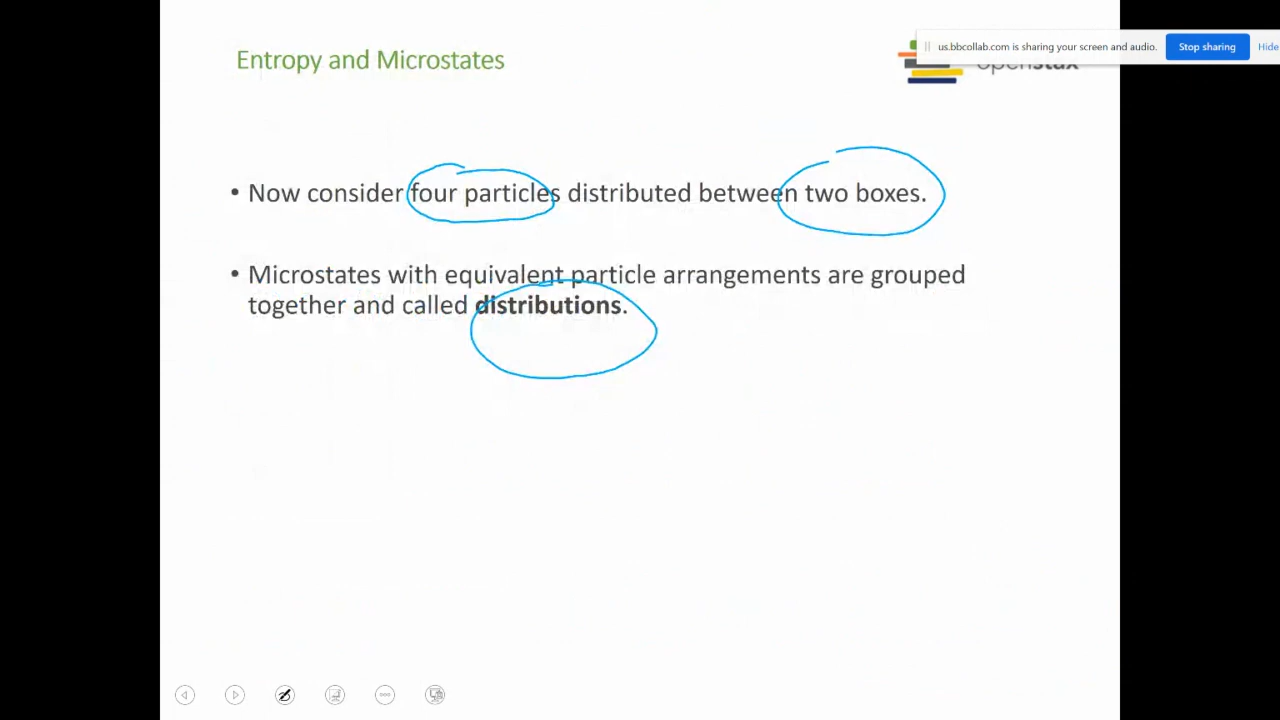 Entropy and Microstates
us.bbcollab.com is sharing your screen and audio.
Stop sharing
Hide
openstax
• Now consider four particles distributed between two boxes.
• Microstates with equivalent particle arrangements are grouped
together and called distributions.